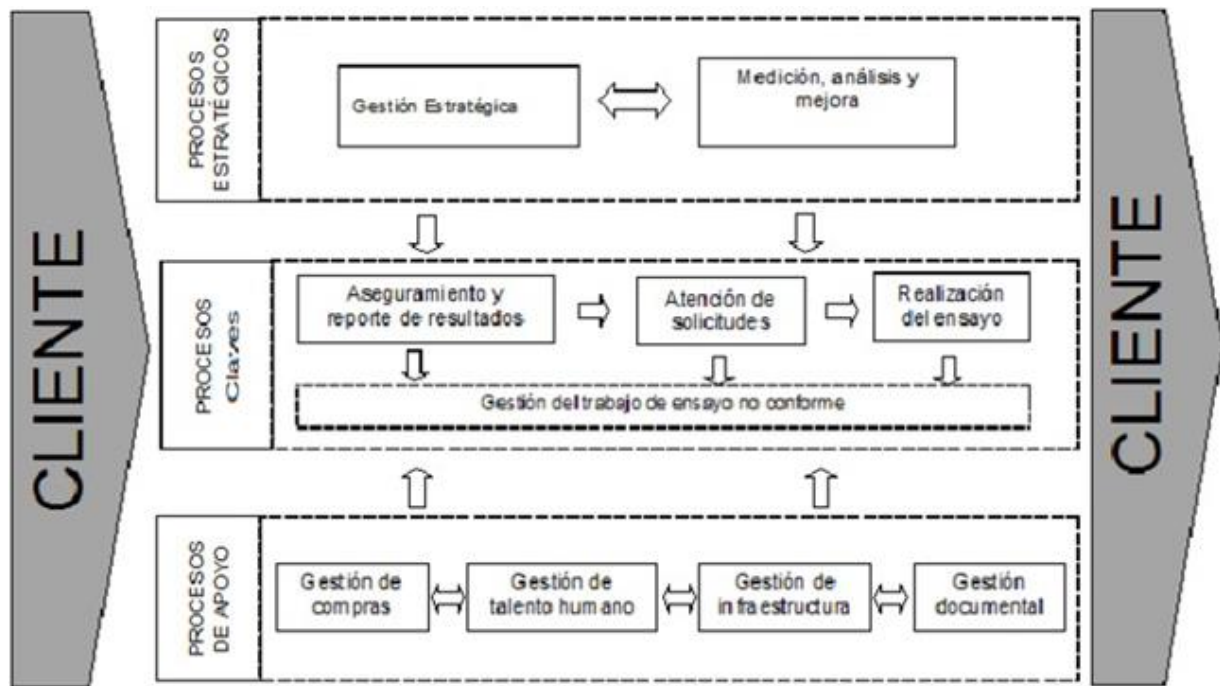 CLIENTE
PROCESOS
ESTRATÉGICOS
Gestión Estratégica
Medición, análisis y
mejora
PROCESOS
Claves
Aseguramiento y
reporte de resultados
Atención de
solicitudes
Realización
del ensayo
Gestión del trabajo de ensayo no conforme
PROCESOS
DE APOYO
Gestión de
compras
Gestión de
talento humano
Gestión de
infraestructura
Gestión
documental
CLIENTE